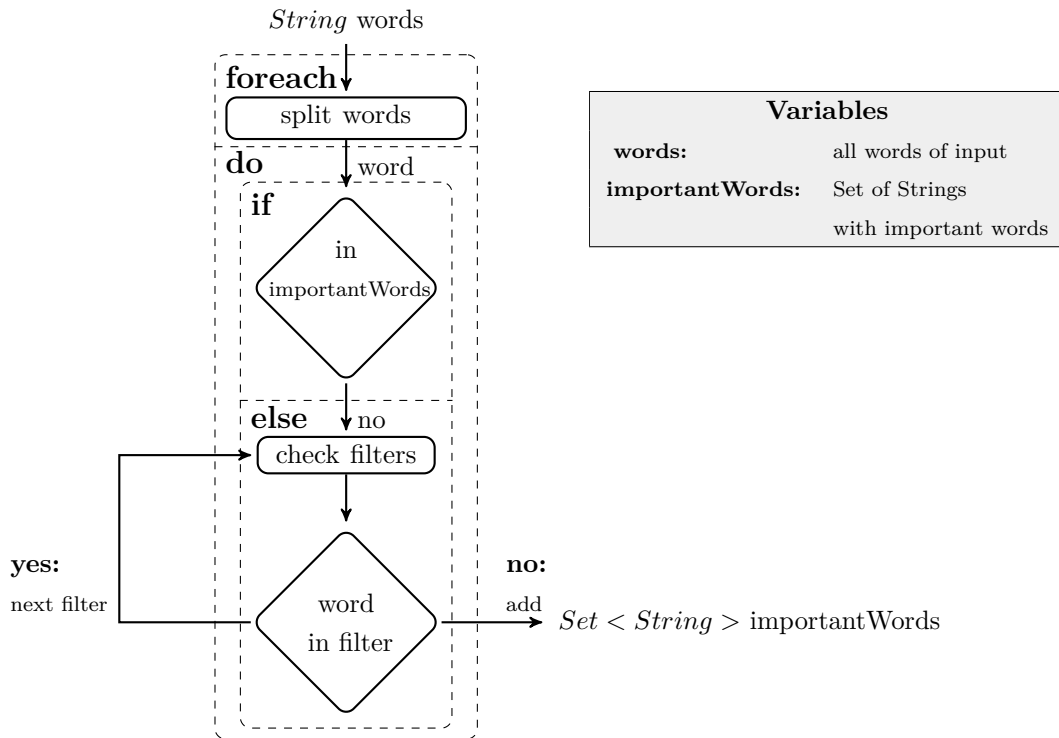 String words
foreach
split words
do
word
if
in
importantWords
else
no
check filters
yes:
next filter
word
in filter
no:
add
Set < String > importantWords
Variables
words: all words of input
importantWords: Set of Strings
with important words